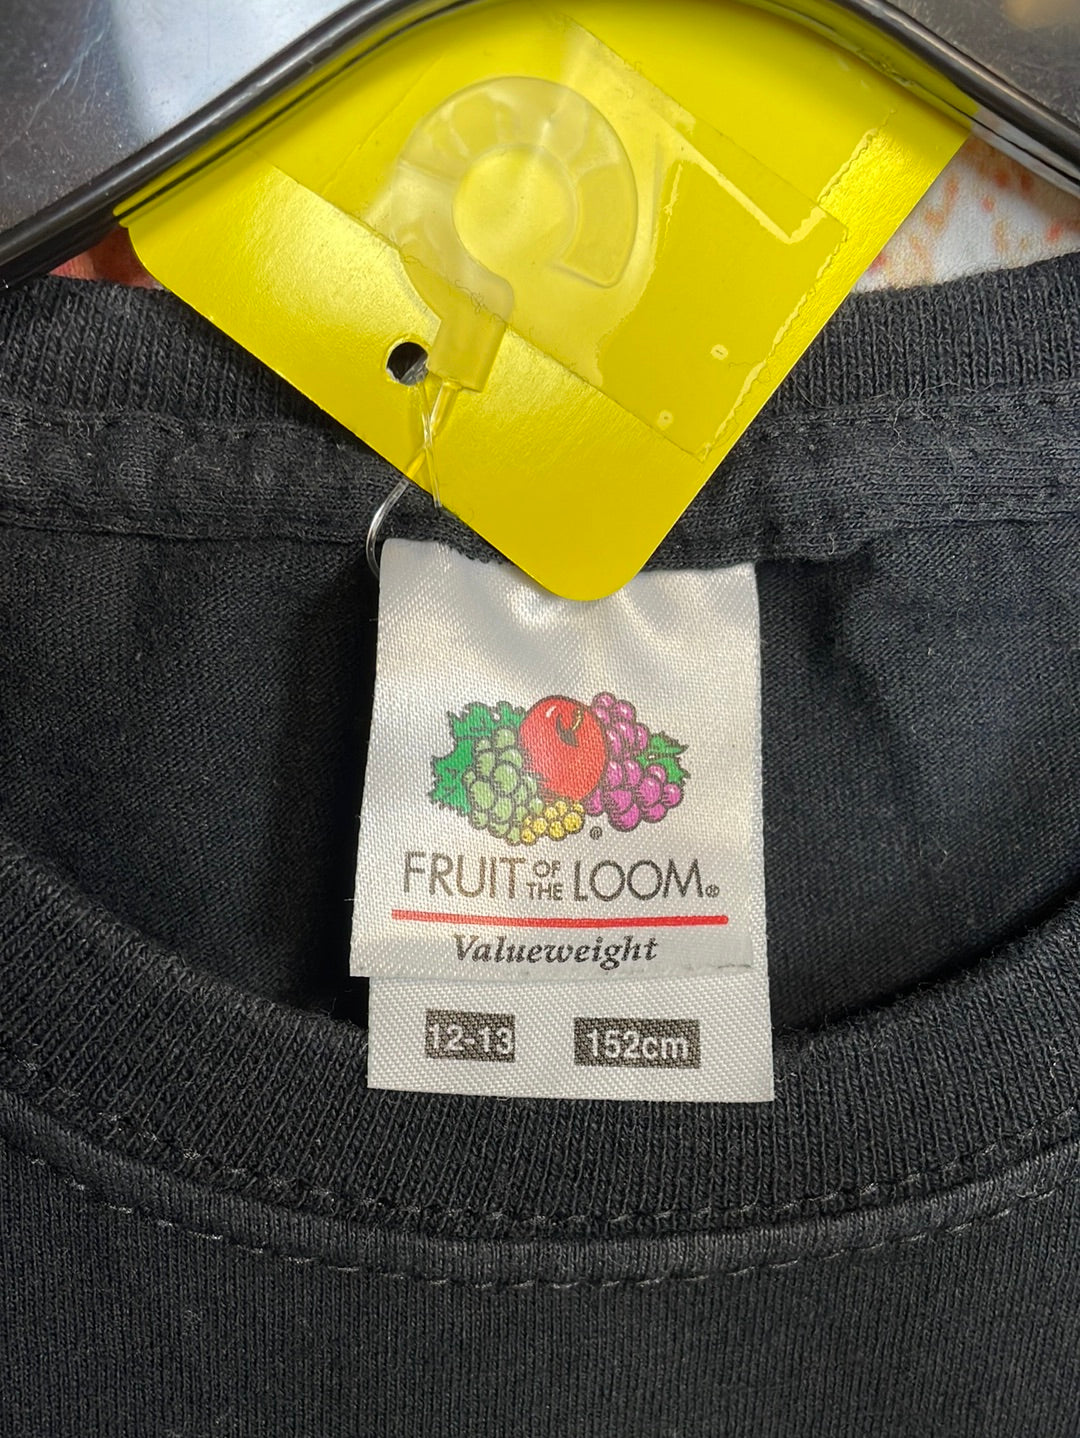 FRUIT OF THE LOOM®
Valueweight
12-13 152cm